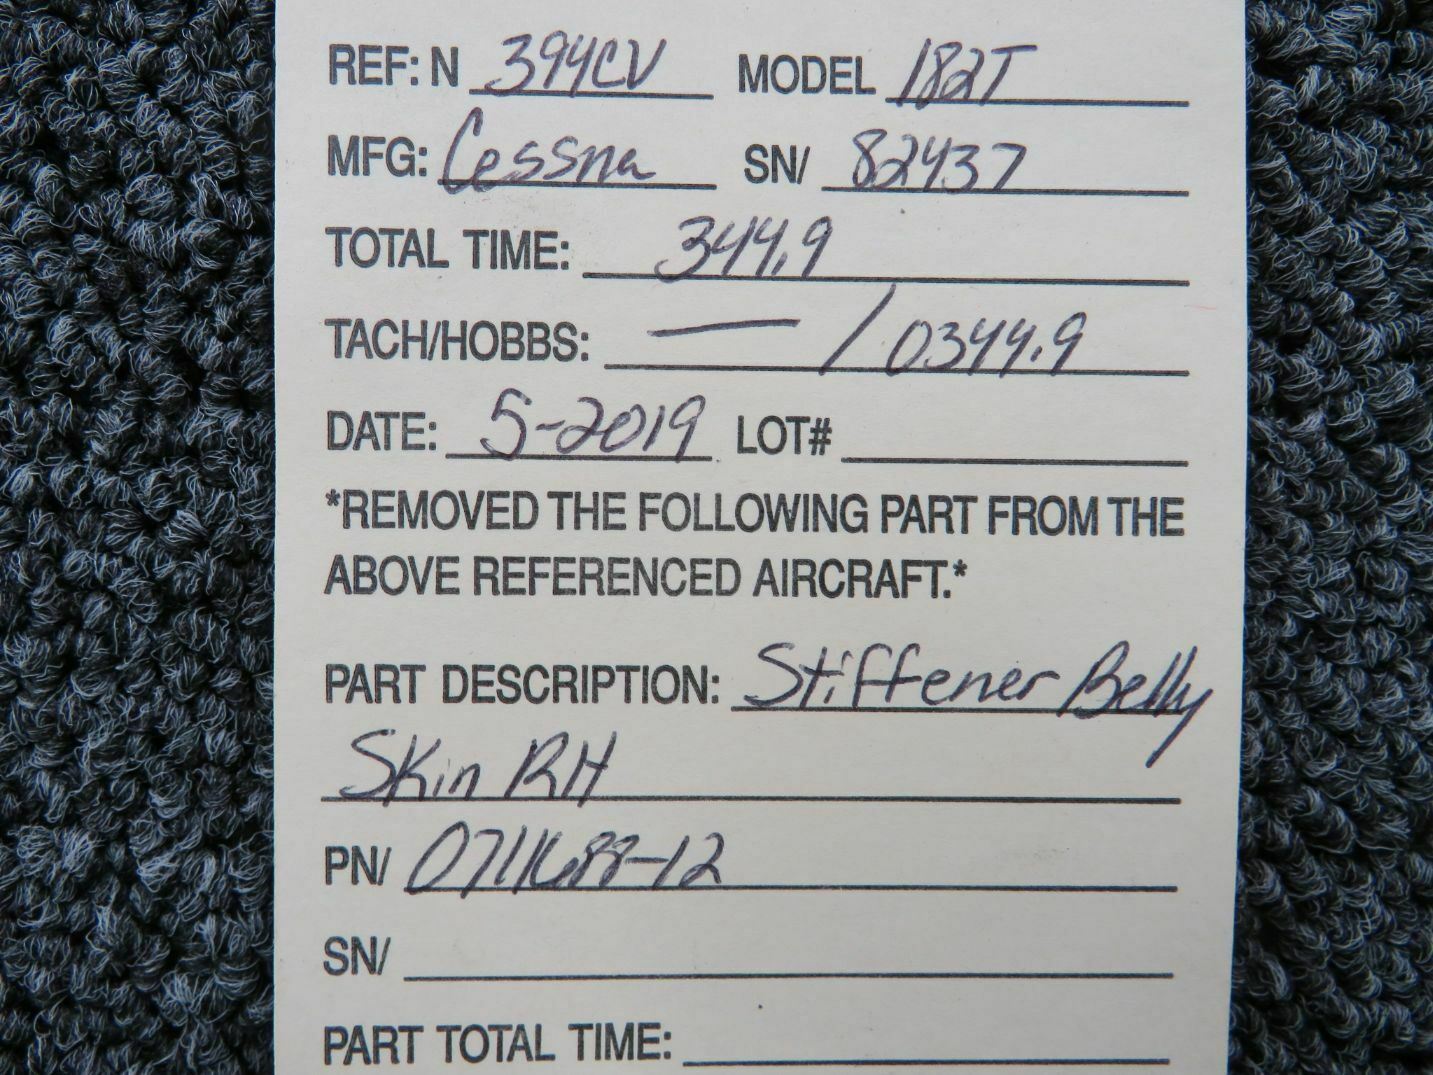 REF: N 394CV MODEL 182T
MFG: Cessna SN/ 82437
TOTAL TIME: 344.9
TACH/HOBBS: — / 0344.9
DATE: 5-2019 LOT#
*REMOVED THE FOLLOWING PART FROM THE
ABOVE REFERENCED AIRCRAFT.*
PART DESCRIPTION: Stiffener Belly
Skin RH
PN/ 0711688-12
SN/
PART TOTAL TIME: